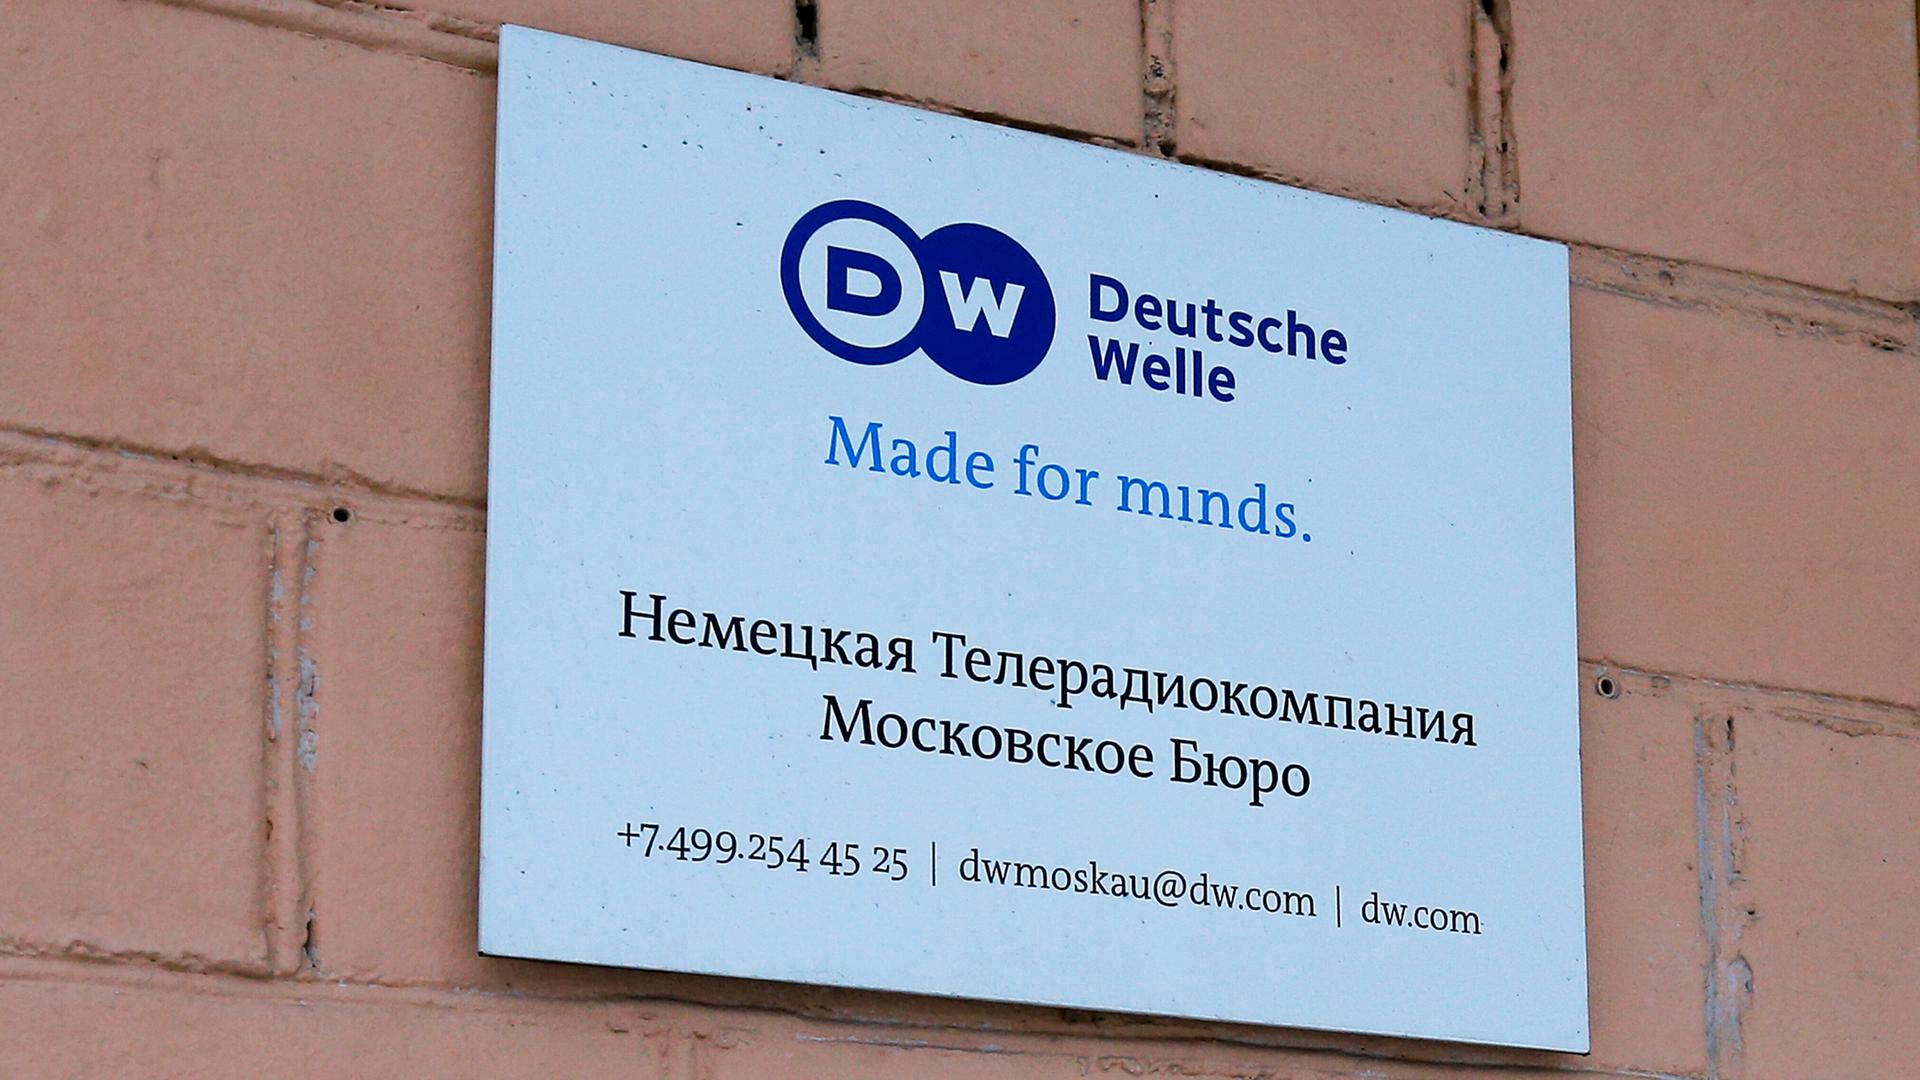 DW Deutsche
Welle
Made for minds.
Немецкая Телерадиокомпания
Московское Бюро
+7.499.254 45 25 | dwmoskau@dw.com | dw.com